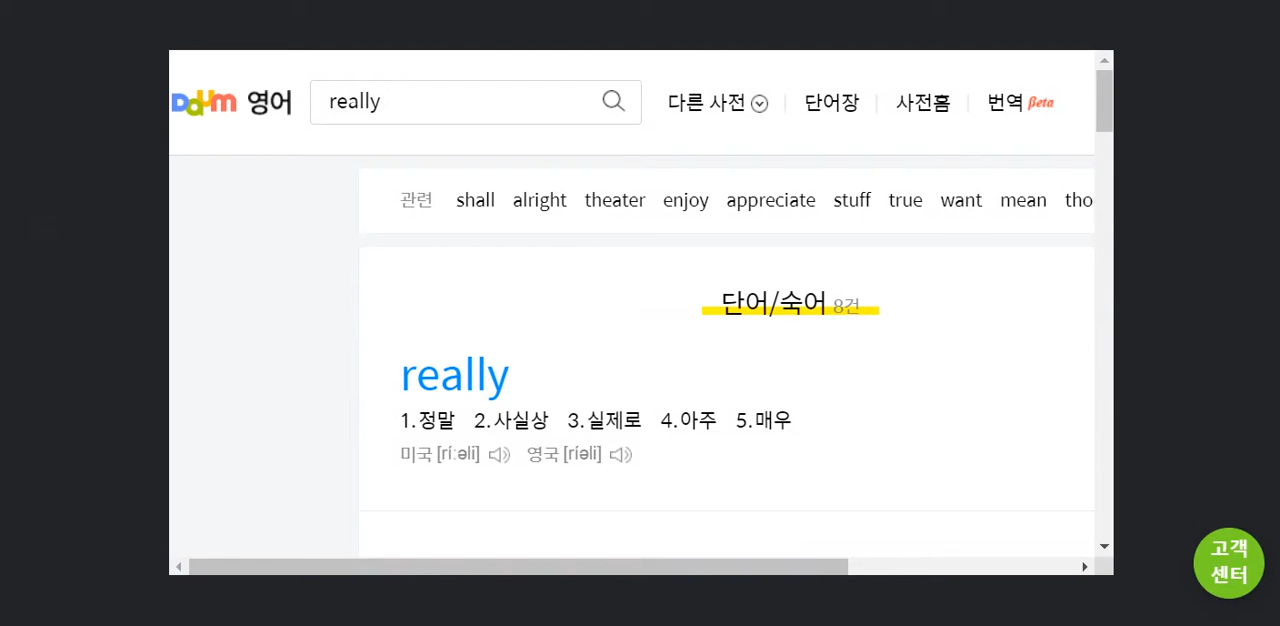 Daum 영어 really 다른 사전 단어장 사전홈 번역 Beta
관련 shall alright theater enjoy appreciate stuff true want mean tho
단어/숙어 8건
really
1.정말 2.사실상 3.실제로 4.아주 5.매우
미국 [ríːəli] 영국 [ríəli]
고객
센터